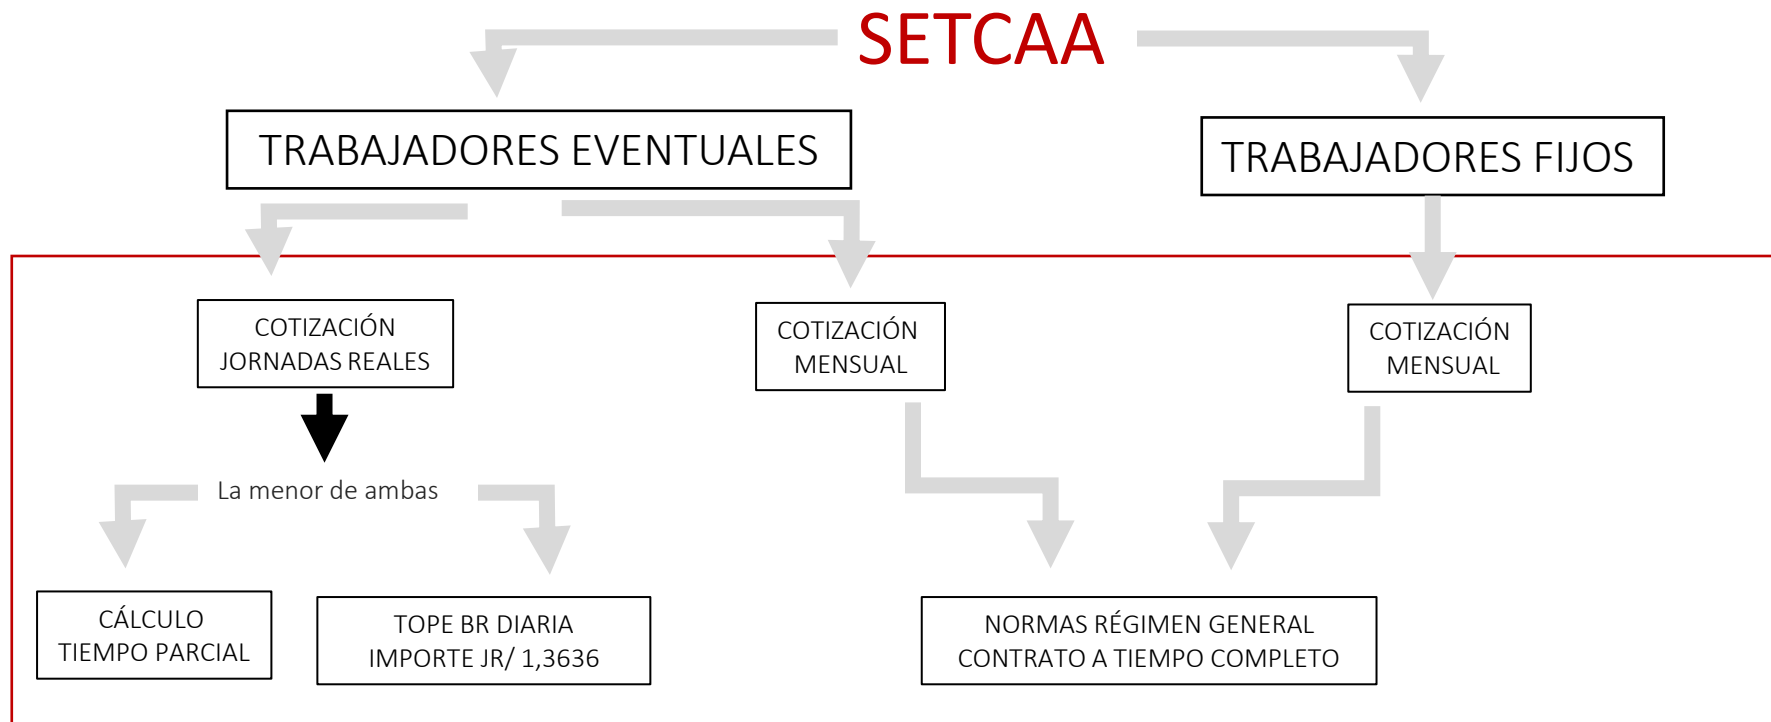 SETCAA
TRABAJADORES EVENTUALES
TRABAJADORES FIJOS
COTIZACIÓN
JORNADAS REALES
COTIZACIÓN
MENSUAL
COTIZACIÓN
MENSUAL
La menor de ambas
CÁLCULO
TIEMPO PARCIAL
TOPE BR DIARIA
IMPORTE JR/ 1,3636
NORMAS RÉGIMEN GENERAL
CONTRATO A TIEMPO COMPLETO